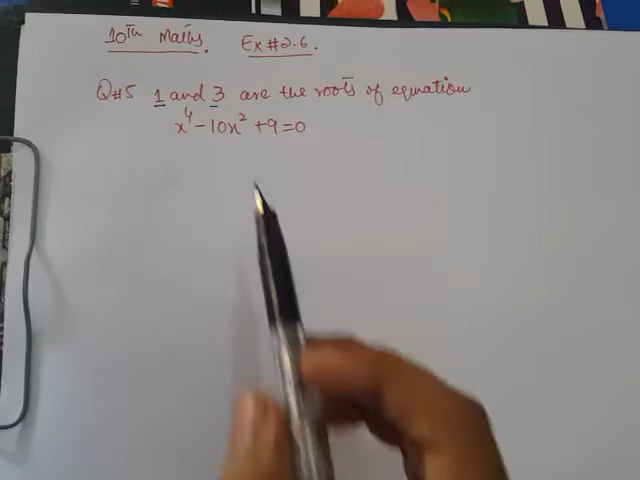 10Th Maths. Ex#2.6.
Q#5 1 and 3 are the roots of equation
x⁴-10x²+9=0